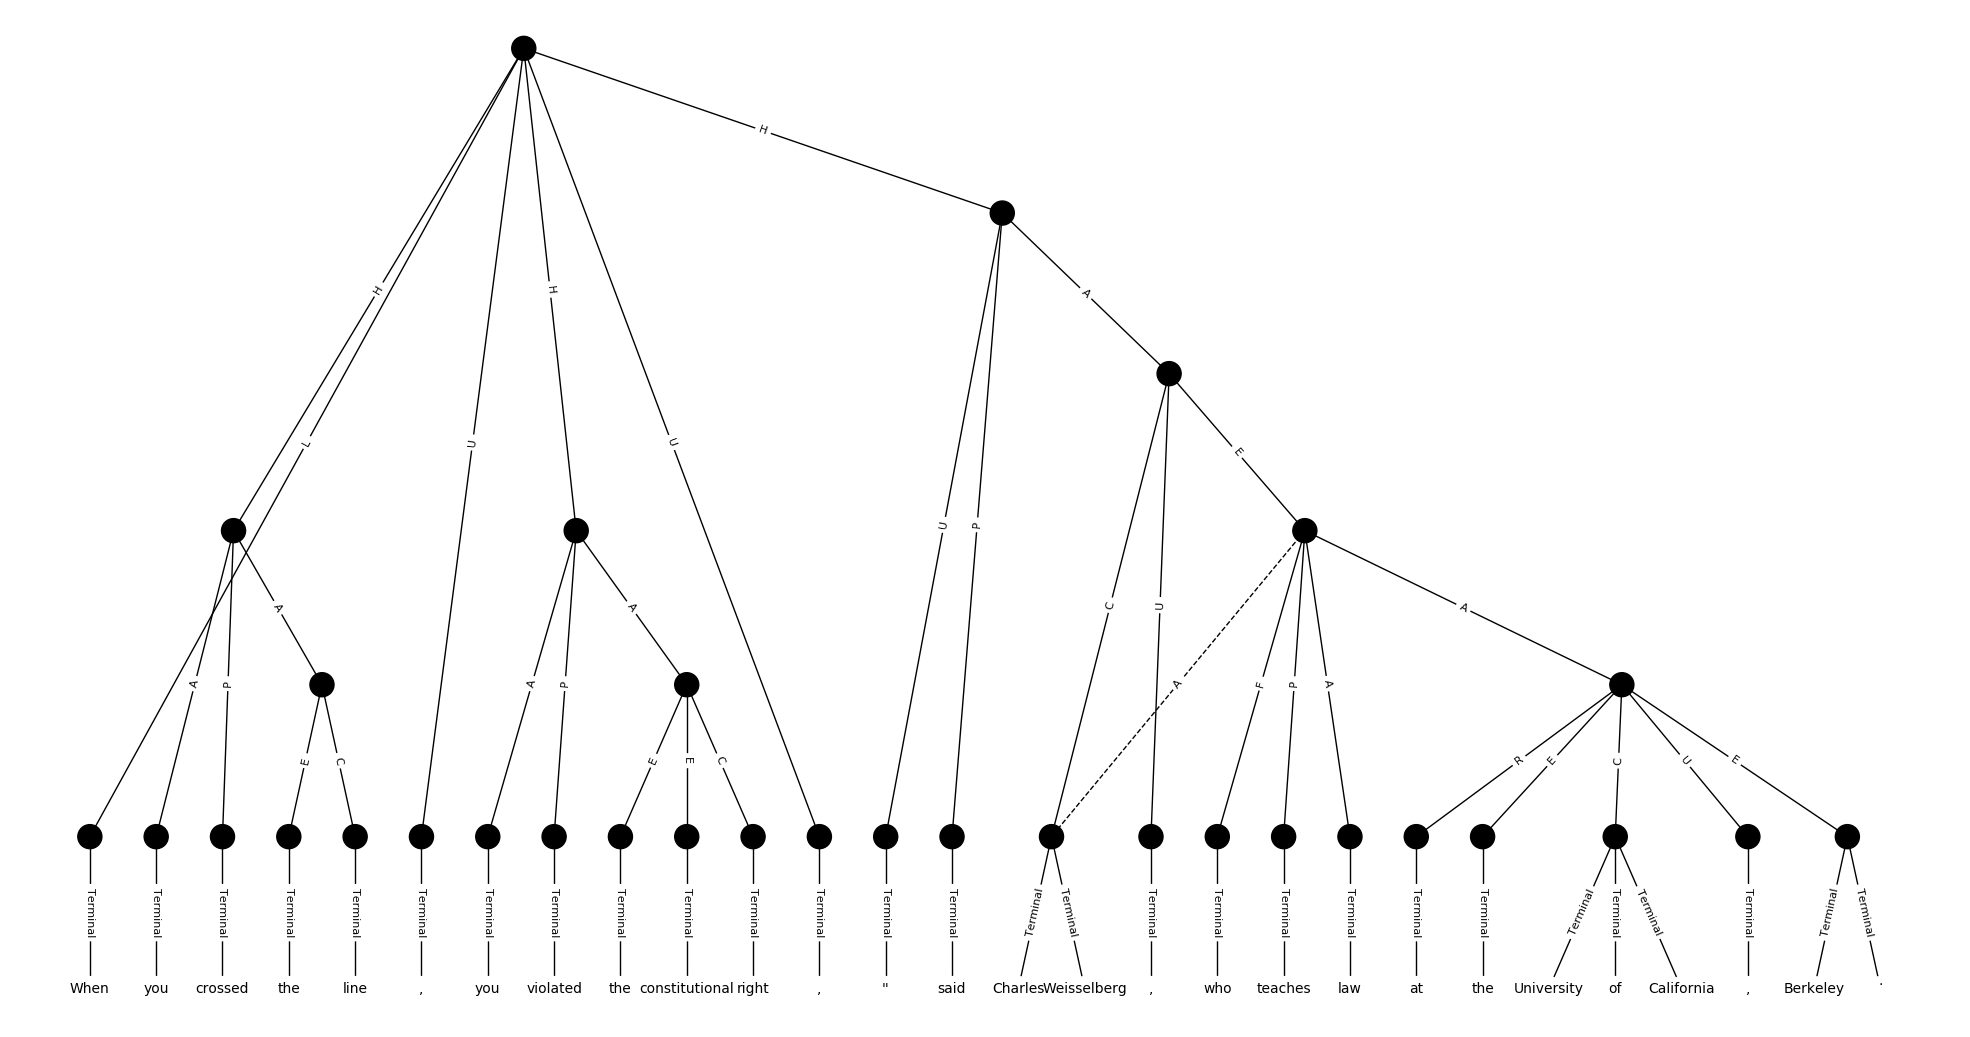 H
H
A
H
L
U
U
E
U
P
C
U
A
A
A
P
A
A
P
A
F
P
A
E
C
E
E
C
R
E
C
U
E
Terminal Terminal Terminal Terminal Terminal Terminal Terminal Terminal Terminal Terminal Terminal Terminal Terminal Terminal Terminal Terminal Terminal Terminal Terminal Terminal Terminal Terminal Terminal Terminal Terminal Terminal Terminal Terminal
When you crossed the line , you violated the constitutional right , " said Charles Weisselberg , who teaches law at the University of California , Berkeley .